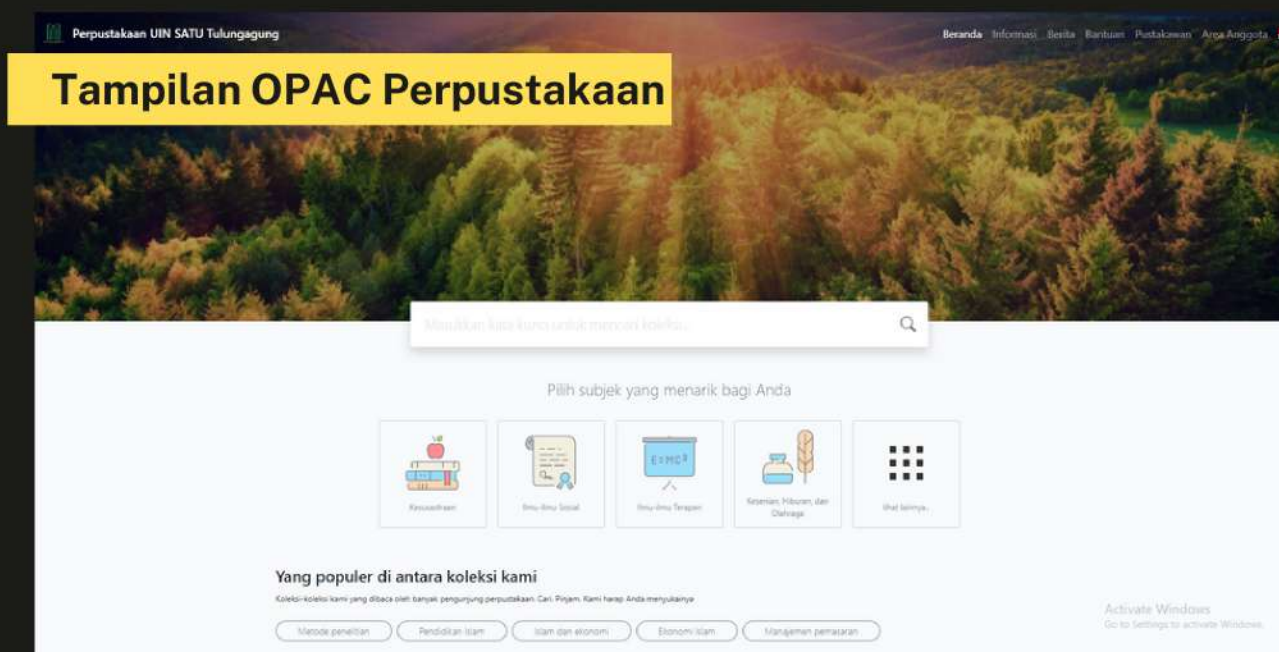 Perpustakaan UIN SATU Tulungagung
Beranda Informasi Berita Bantuan Pustakawan Area Anggota
Tampilan OPAC Perpustakaan
Masukkan kata kunci untuk mencari koleksi...
Pilih subjek yang menarik bagi Anda
E=MC²
Kesusastraan
Ilmu-ilmu Sosial
Ilmu-ilmu Terapan
Kesenian, Hiburan, dan
Olahraga
lihat lainnya..
Yang populer di antara koleksi kami
Koleksi-koleksi kami yang dibaca oleh banyak pengunjung perpustakaan. Cari. Pinjam. Kami harap Anda menyukainya
Metode penelitian
Pendidikan Islam
Islam dan ekonomi
Ekonomi Islam
Manajemen pemasaran
Activate Windows
Go to Settings to activate Windows.